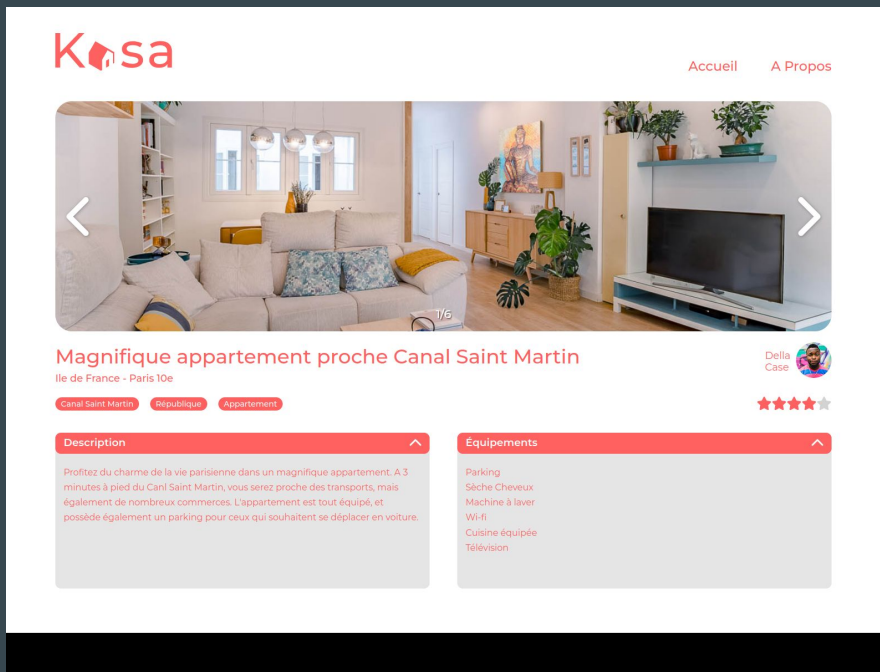 Kasa
Accueil A Propos
1/6
Magnifique appartement proche Canal Saint Martin
Ile de France - Paris 10e
Della
Case
Canal Saint Martin République Appartement
Description
Profitez du charme de la vie parisienne dans un magnifique appartement. A 3
minutes à pied du Canl Saint Martin, vous serez proche des transports, mais
également de nombreux commerces. L'appartement est tout équipé, et
possède également un parking pour ceux qui souhaitent se déplacer en voiture.
Équipements
Parking
Sèche Cheveux
Machine à laver
Wi-fi
Cuisine équipée
Télévision